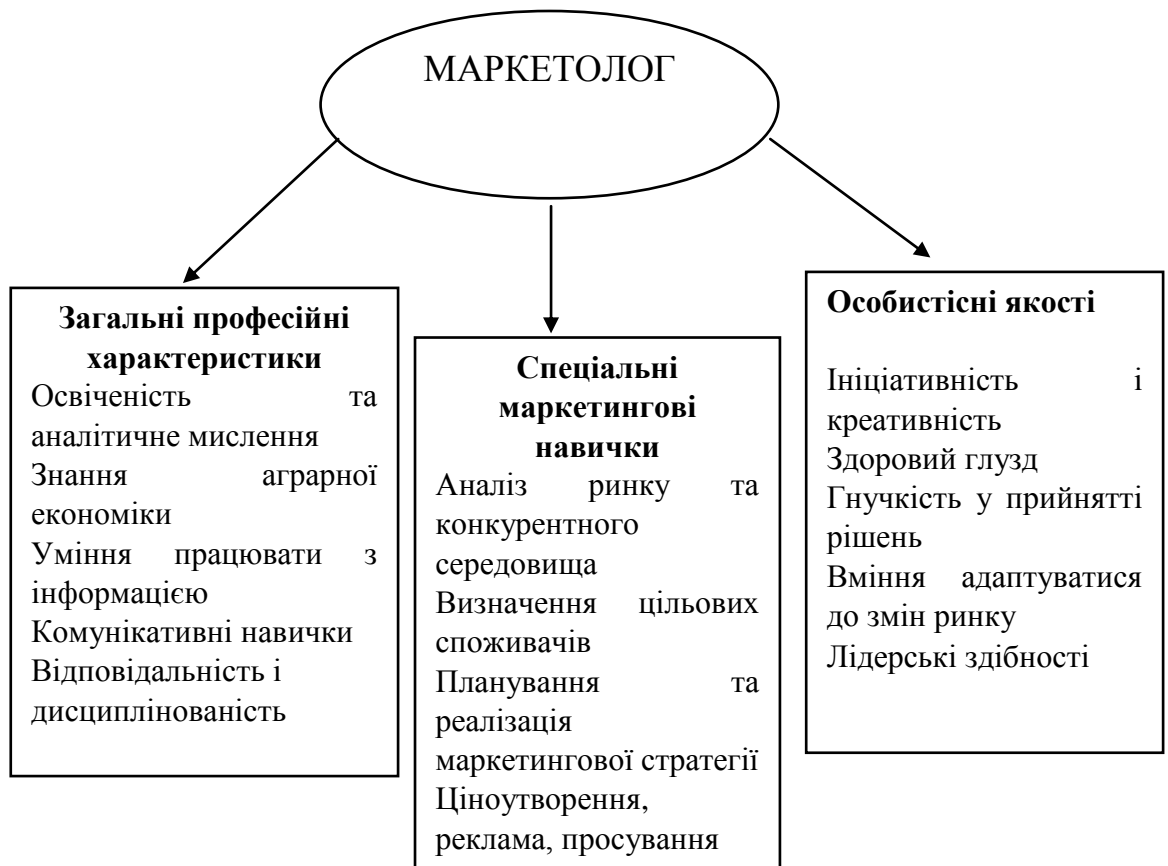 МАРКЕТОЛОГ
Загальні професійні
характеристики
Освіченість та
аналітичне мислення
Знання аграрної
економіки
Уміння працювати з
інформацією
Комунікативні навички
Відповідальність і
дисциплінованість
Спеціальні
маркетингові
навички
Аналіз ринку та
конкурентного
середовища
Визначення цільових
споживачів
Планування та
реалізація
маркетингової стратегії
Ціноутворення,
реклама, просування
Особистісні якості
Ініціативність і
креативність
Здоровий глузд
Гнучкість у прийнятті
рішень
Вміння адаптуватися
до змін ринку
Лідерські здібності